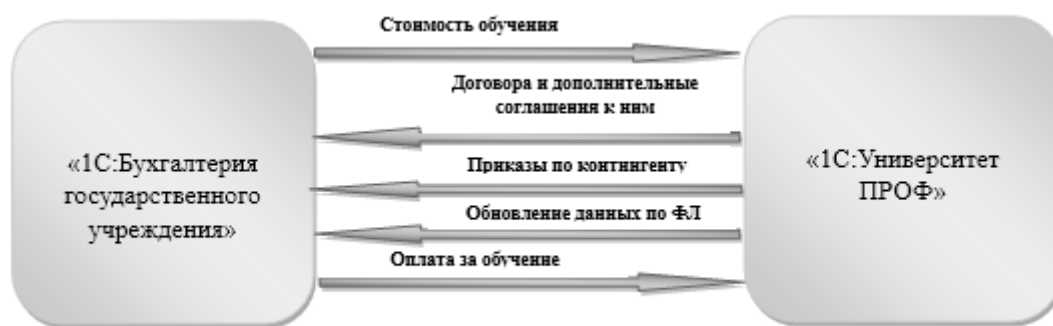 Стоимость обучения
Договора и дополнительные
соглашения к ним
«1С:Бухгалтерия
государственного
учреждения»
Приказы по контингенту
«1С:Университет
ПРОФ»
Обновление данных по ФЛ
Оплата за обучение